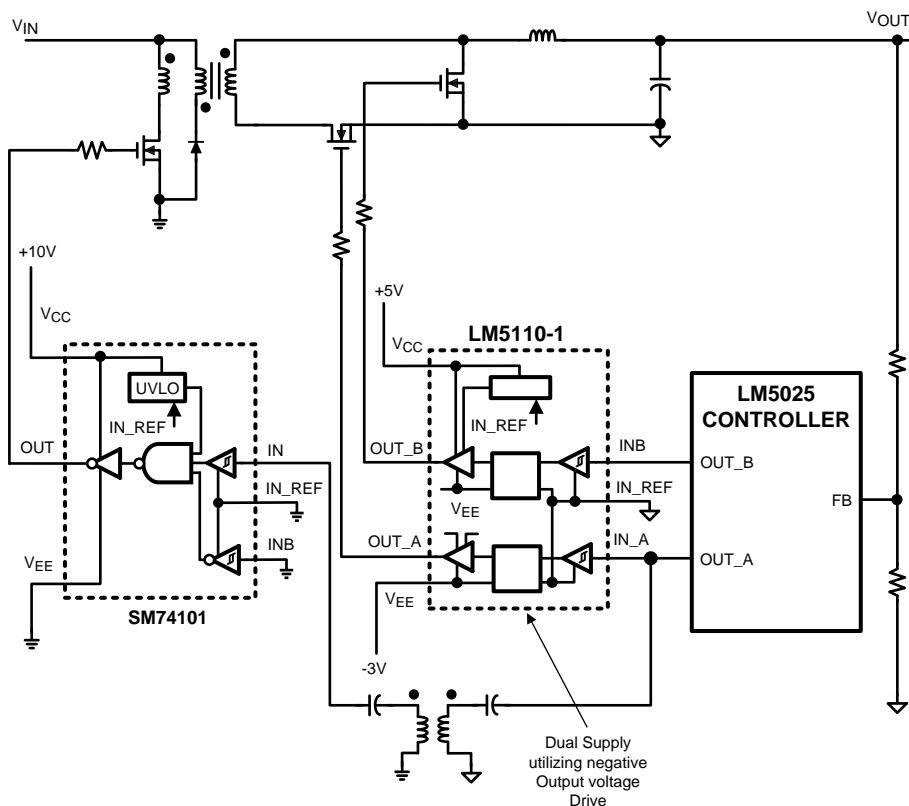 VIN
VOUT
+10V
VCC
UVLO
IN_REF
OUT
IN
IN_REF
INB
VEE
SM74101
+5V
LM5110-1
VCC
IN_REF
OUT_B
INB
IN_REF
VEE
OUT_A
IN_A
VEE
-3V
LM5025
CONTROLLER
OUT_B
FB
OUT_A
Dual Supply
utilizing negative
Output voltage
Drive